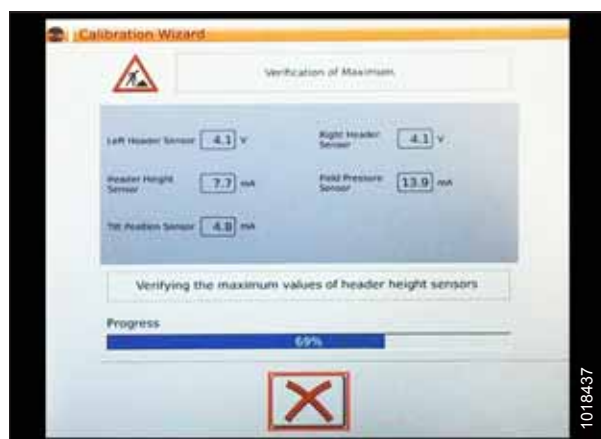 Calibration Wizard
Verification of Maximum
Left Header Sensor 4.1 V
Right Header Sensor 4.1 V
Header Height Sensor 7.7 mA
Field Pressure Sensor 13.9 mA
Tilt Position Sensor 4.8 mA
Verifying the maximum values of header height sensors
Progress
69%
1018437